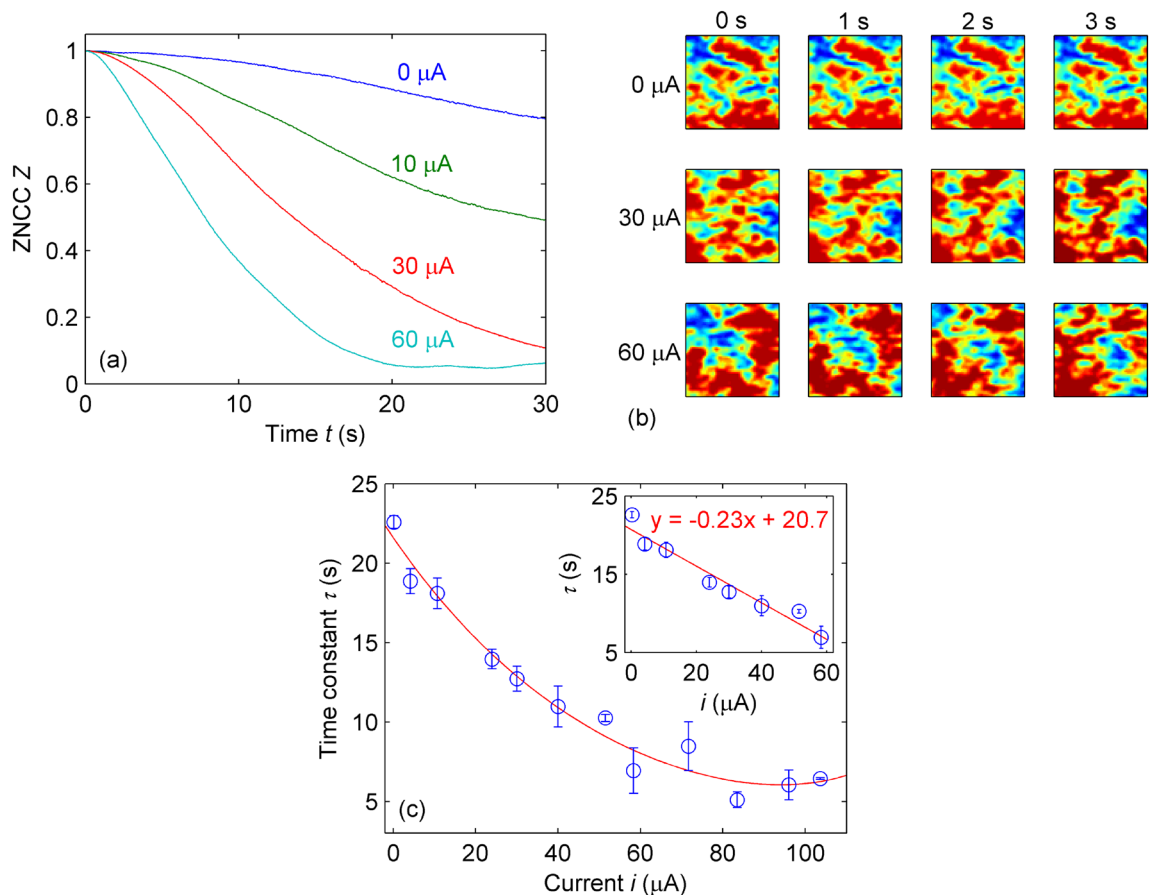 1
0.8
0.6
0.4
0.2
0
ZNCC Z
0 μA
10 μA
30 μA
60 μA
(a)
0 10 20 30
Time t (s)
0 s 1 s 2 s 3 s
0 μA
30 μA
60 μA
(b)
25
20
15
10
5
Time constant τ (s)
(c)
0 20 40 60 80 100
Current i (μA)
25
15
5
τ (s)
y = -0.23x + 20.7
0 20 40 60
i (μA)